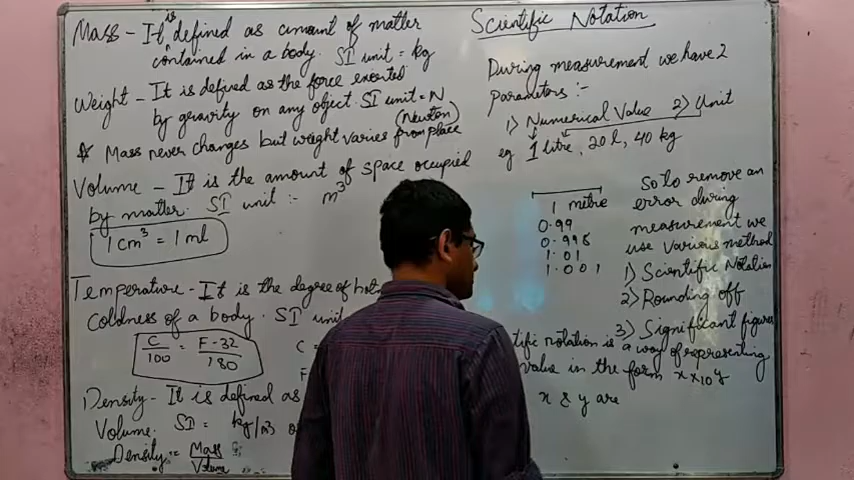 Mass - It is defined as amount of matter
contained in a body. SI unit = kg
Weight - It is defined as the force exerted
by gravity on any object. SI unit = N
(Newton)
* Mass never changes but weight varies from place
Volume - It is the amount of space occupied
by matter. SI unit :- m³
1 cm³ = 1 ml
Temperature - It is the degree of hot
coldness of a body. SI unit
C/100 = F-32/180
C =
F
Density - It is defined as
Volume. SI = kg/m³
Density = Mass/Volume
Scientific Notation
During measurement we have 2
parameters :-
1) Numerical Value 2) Unit
eg 1 litre, 20 l, 40 kg
1 metre
0.99
0.998
1.01
1.001
So to remove an
error during
measurement we
use various method
1) Scientific Notation
2) Rounding off
3) Significant figures
tific notation is a way of representing
value in the form x × 10 y
x & y are